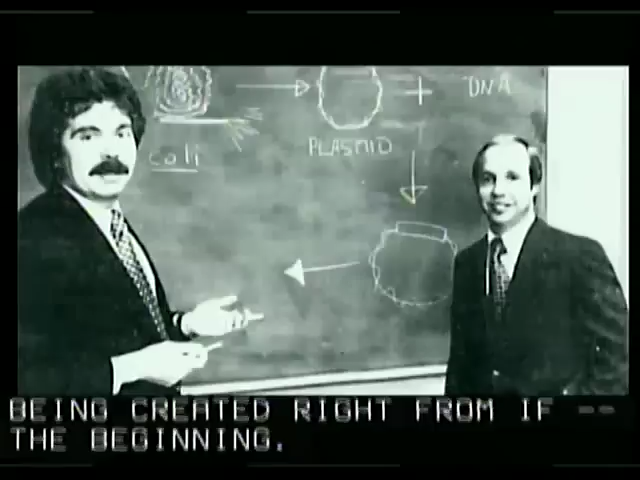 + DNA
coli
PLASMID
BEING CREATED RIGHT FROM IF --
THE BEGINNING.